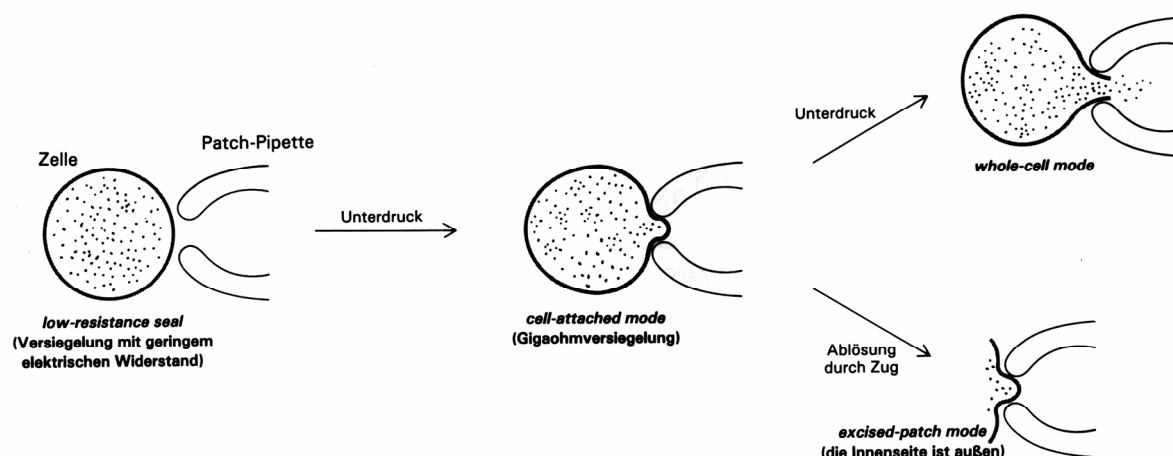 Zelle
Patch-Pipette
low-resistance seal
(Versiegelung mit geringem
elektrischen Widerstand)
Unterdruck
cell-attached mode
(Gigaohmversiegelung)
Unterdruck
whole-cell mode
Ablösung
durch Zug
excised-patch mode
(die Innenseite ist außen)